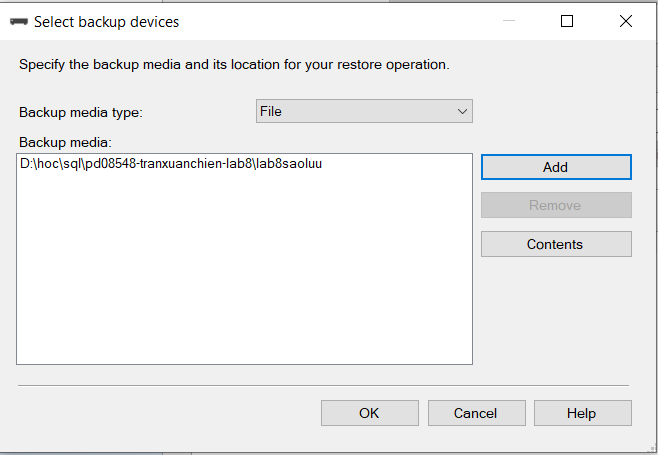 Select backup devices
Specify the backup media and its location for your restore operation.
Backup media type:
File
Backup media:
D:\hoc\sql\pd08548-tranxuanchien-lab8\lab8saoluu
Add
Remove
Contents
OK
Cancel
Help